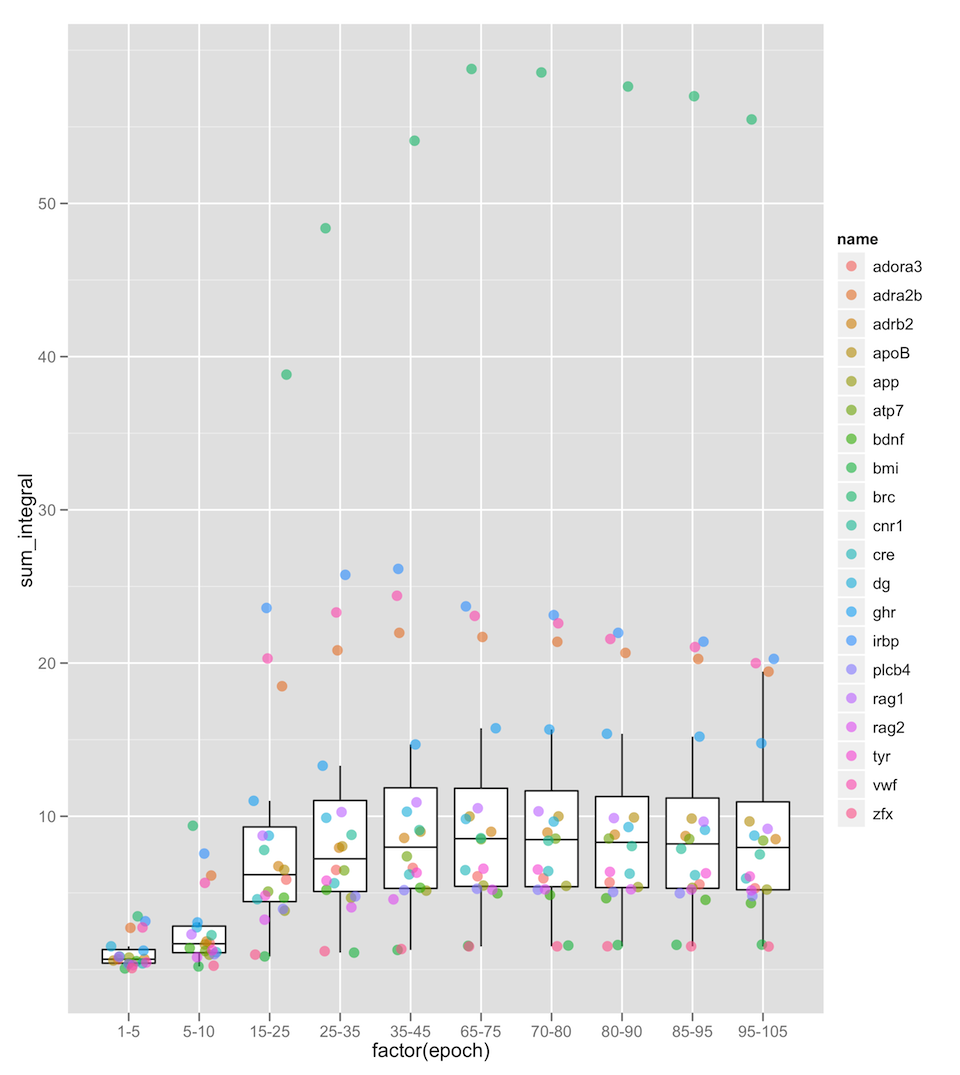 sum_integral
50
40
30
20
10
1-5
5-10
15-25
25-35
35-45
65-75
70-80
80-90
85-95
95-105
factor(epoch)
name
adora3
adra2b
adrb2
apoB
app
atp7
bdnf
bmi
brc
cnr1
cre
dg
ghr
irbp
plcb4
rag1
rag2
tyr
vwf
zfx